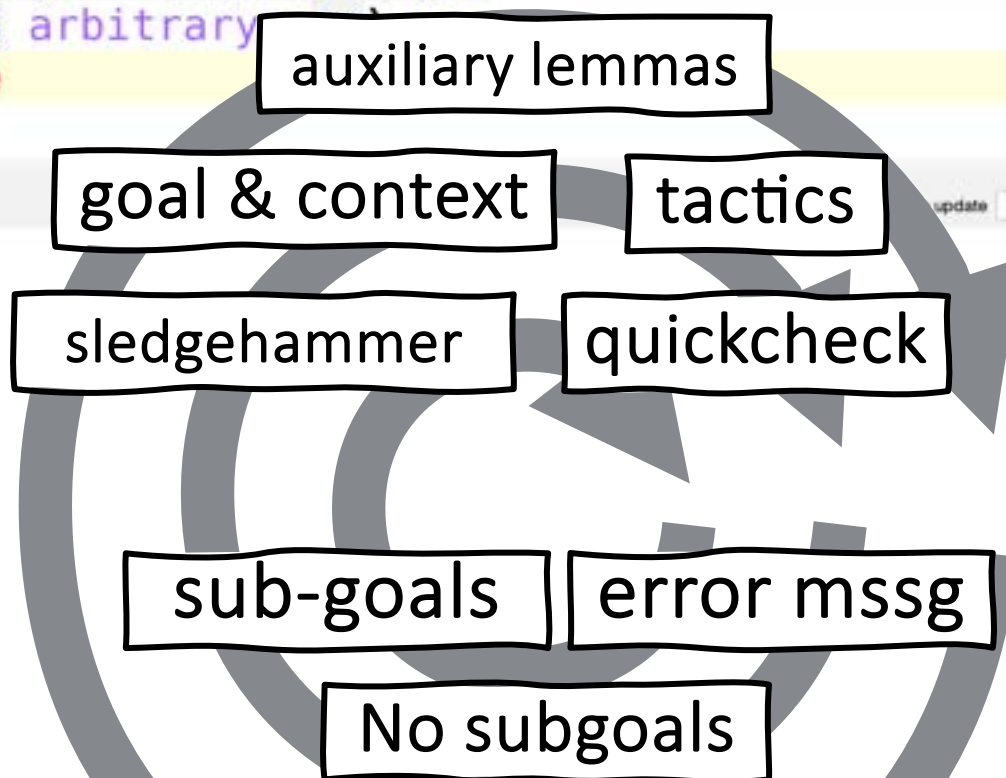 arbitrary
auxiliary lemmas
goal & context
tactics
update
sledgehammer
quickcheck
sub-goals
error mssg
No subgoals